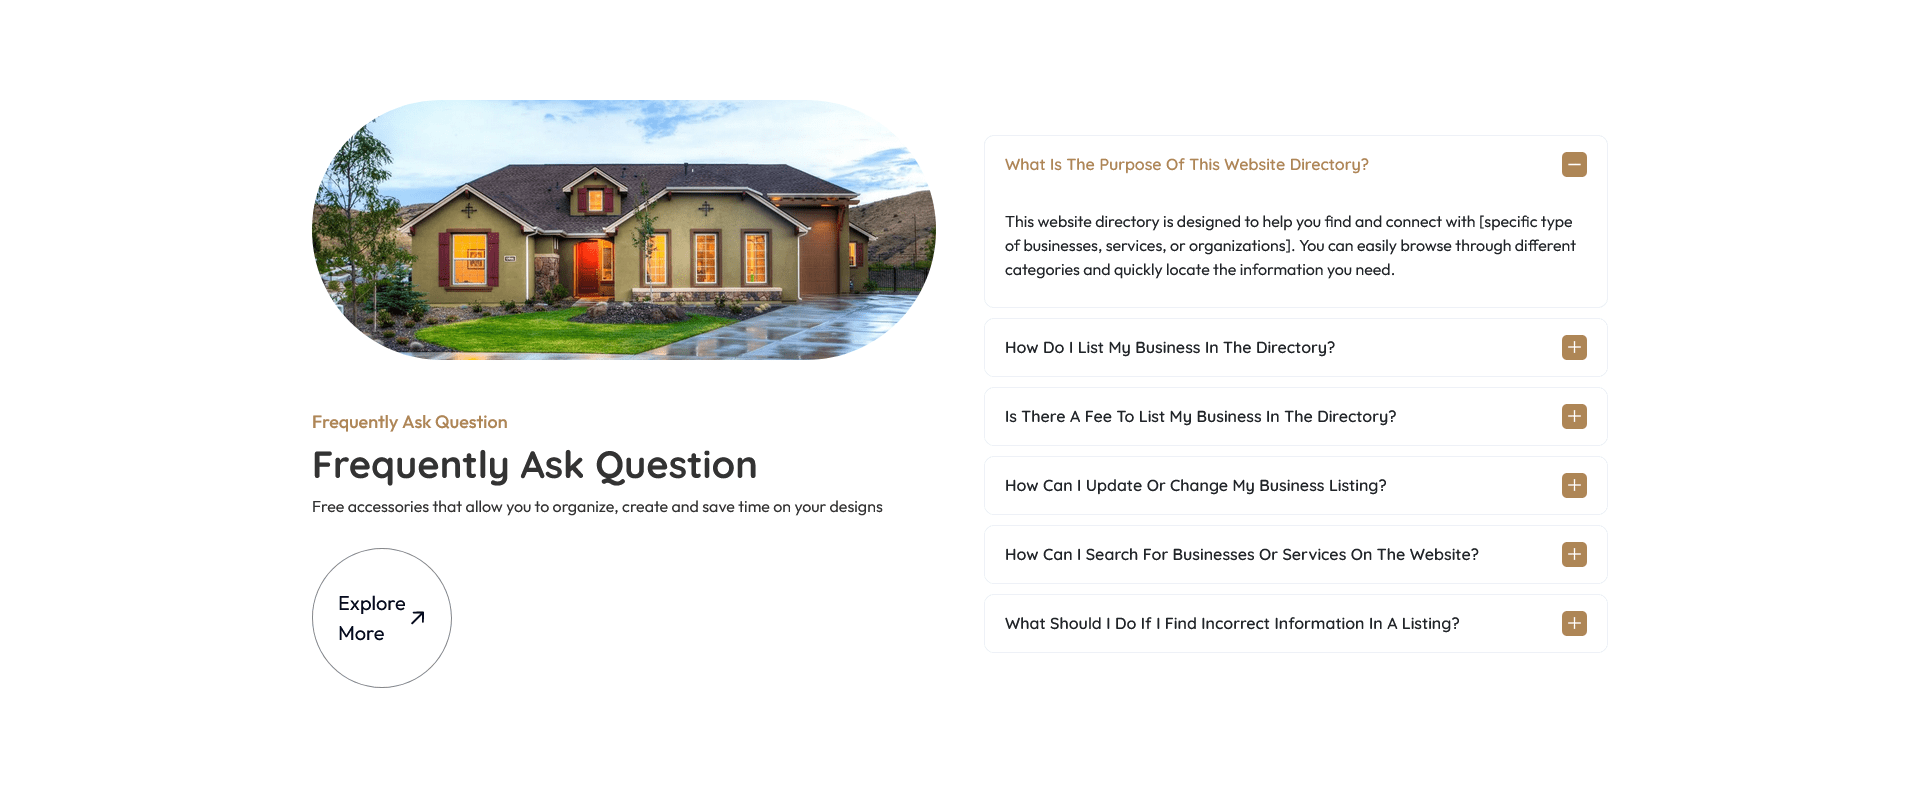 Frequently Ask Question
Frequently Ask Question
Free accessories that allow you to organize, create and save time on your designs
Explore
More
What Is The Purpose Of This Website Directory?
This website directory is designed to help you find and connect with [specific type
of businesses, services, or organizations]. You can easily browse through different
categories and quickly locate the information you need.
How Do I List My Business In The Directory?
Is There A Fee To List My Business In The Directory?
How Can I Update Or Change My Business Listing?
How Can I Search For Businesses Or Services On The Website?
What Should I Do If I Find Incorrect Information In A Listing?